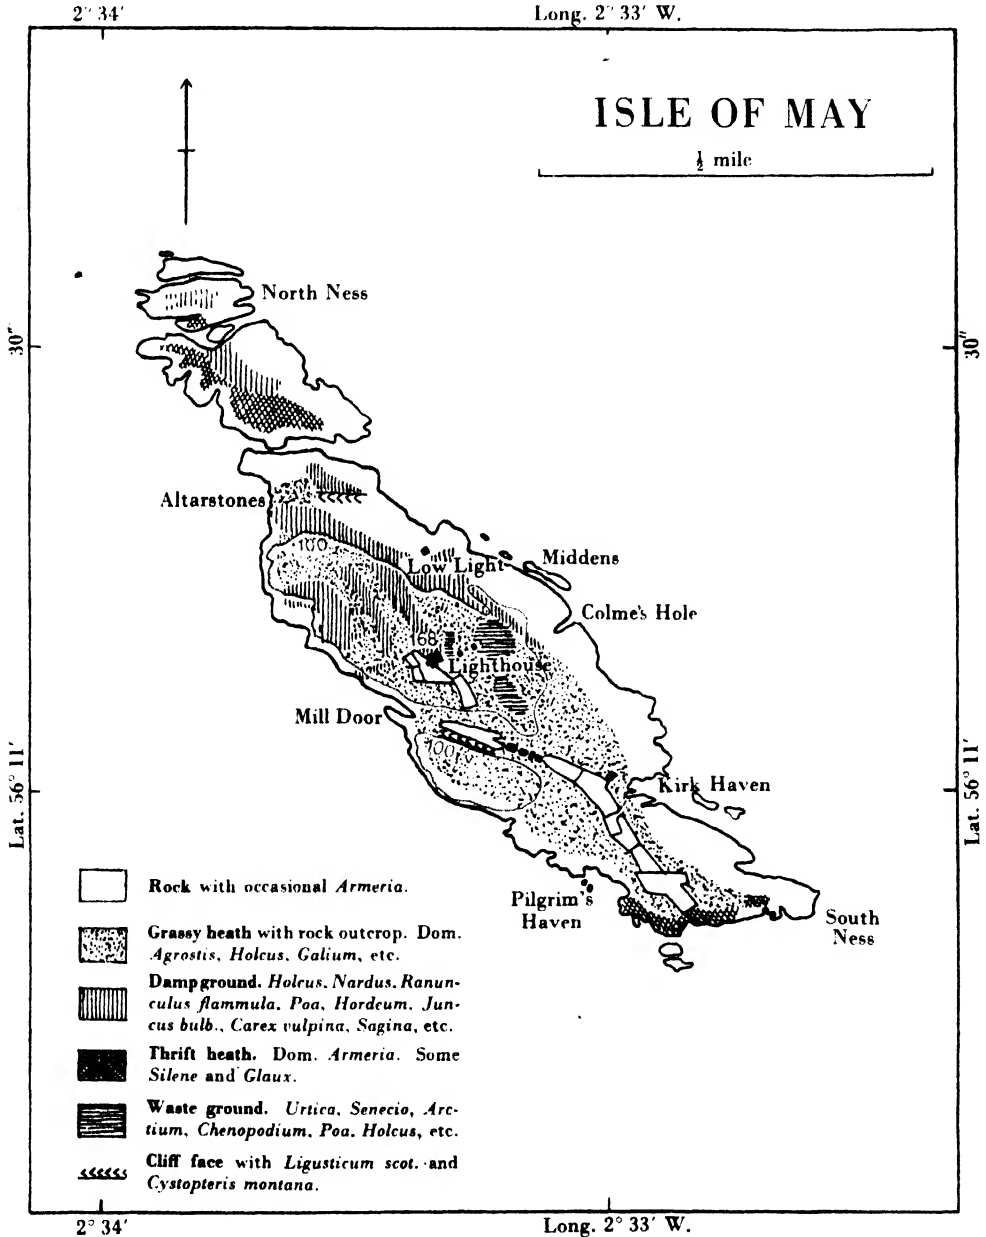 2° 34′
Long. 2° 33′ W.
ISLE OF MAY
½ mile
North Ness
30″
30″
Altarstones
100
Low Light
Middens
Colme's Hole
168
Lighthouse
Mill Door
100
Lat. 56° 11′
Lat. 56° 11′
Kirk Haven
Pilgrim's
Haven
South
Ness
Rock with occasional Armeria.
Grassy heath with rock outcrop. Dom.
Agrostis, Holcus, Galium, etc.
Damp ground. Holcus, Nardus, Ranun-
culus flammula, Poa, Hordeum, Jun-
cus bulb., Carex vulpina, Sagina, etc.
Thrift heath. Dom. Armeria. Some
Silene and Glaux.
Waste ground. Urtica, Senecio, Arc-
tium, Chenopodium, Poa, Holcus, etc.
Cliff face with Ligusticum scot. and
Cystopteris montana.
2° 34′
Long. 2° 33′ W.